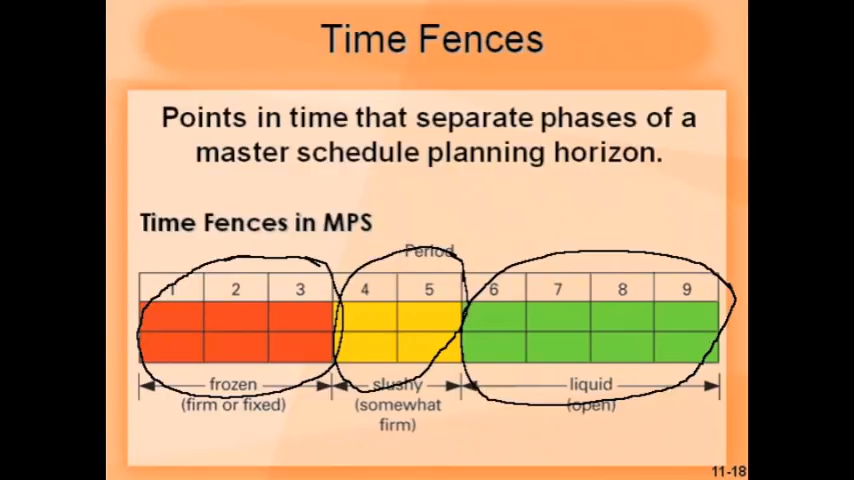 Time Fences
Points in time that separate phases of a
master schedule planning horizon.
Time Fences in MPS
Period
1 2 3 4 5 6 7 8 9
frozen slushy liquid
(firm or fixed) (somewhat (open)
firm)
11-18